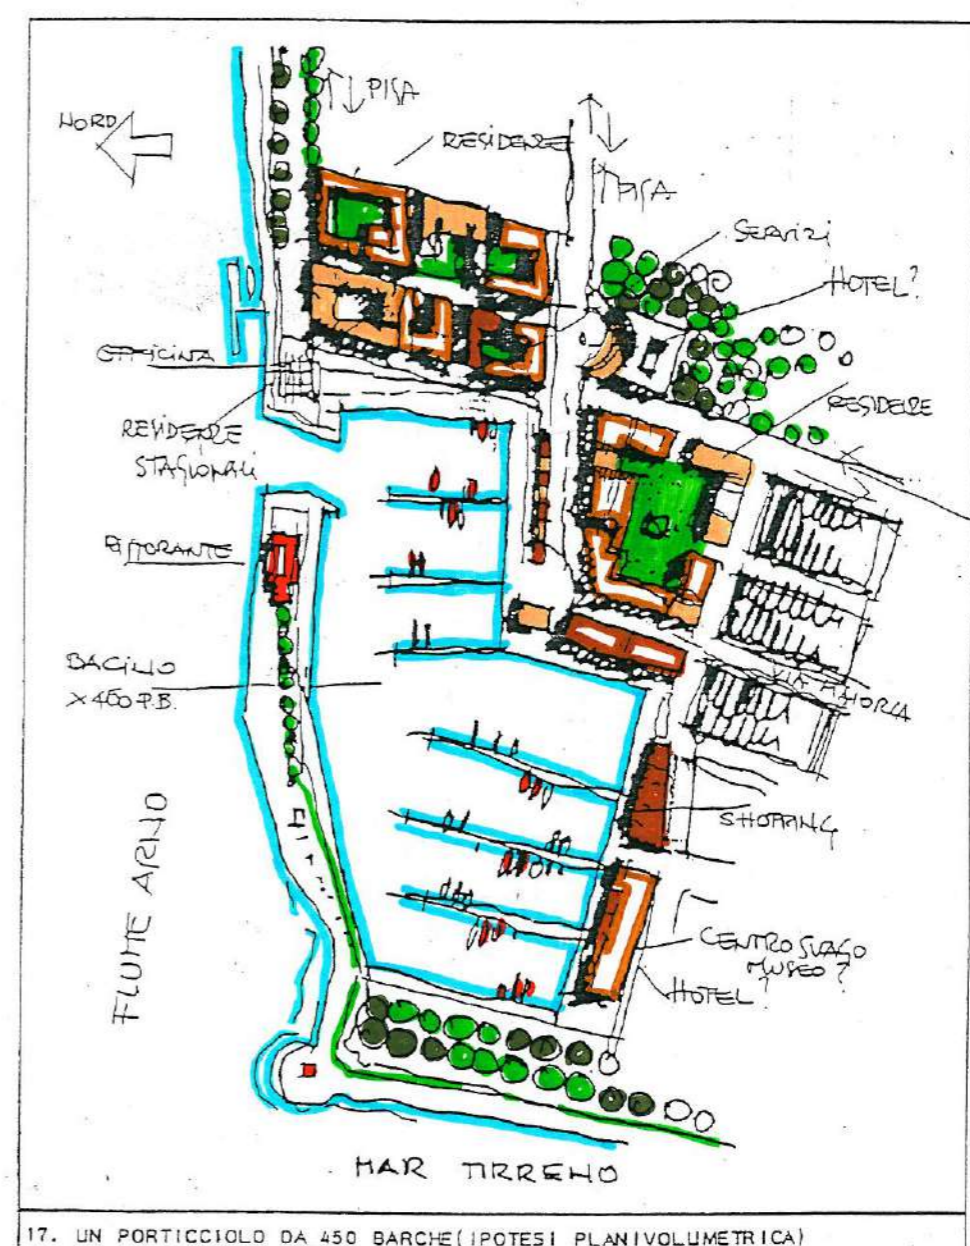 NORD
PISA
RESIDENZE
PISA
SERVIZI
HOTEL?
OFFICINA
RESIDENZE
RESIDENZE
STAGIONALI
RISTORANTE
BACINO
X 450 P.B.
VIA MAIORCA
SHOPPING
FIUME ARNO
CENTRO SVAGO
MUSEO?
HOTEL?
MAR TIRRENO
17. UN PORTICCIOLO DA 450 BARCHE(IPOTESI PLANIVOLUMETRICA)